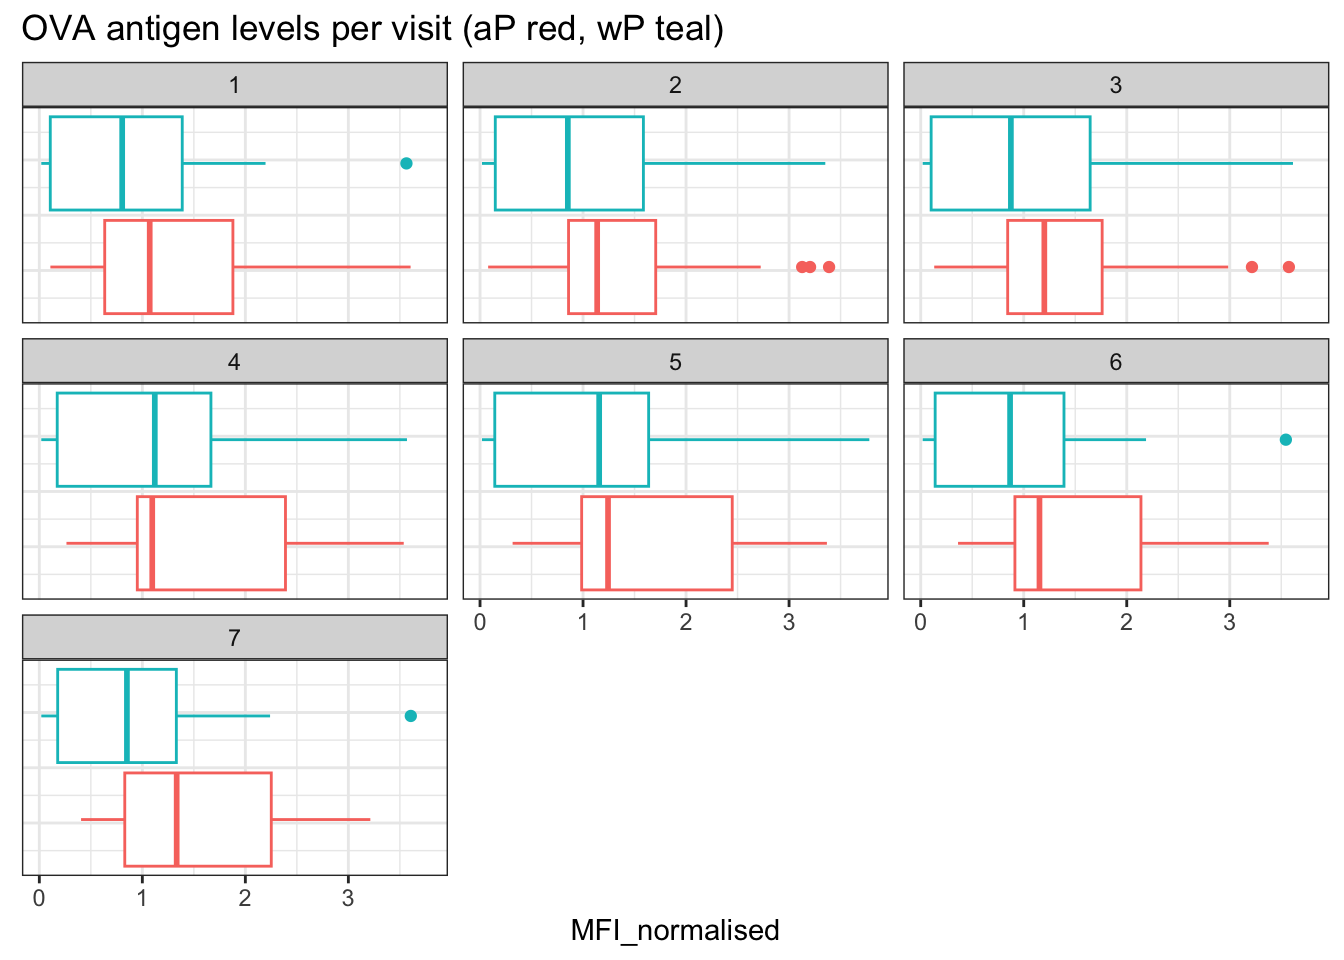 OVA antigen levels per visit (aP red, wP teal)
1 2 3
4 5 6
0 1 2 3 0 1 2 3
7
0 1 2 3
MFI_normalised